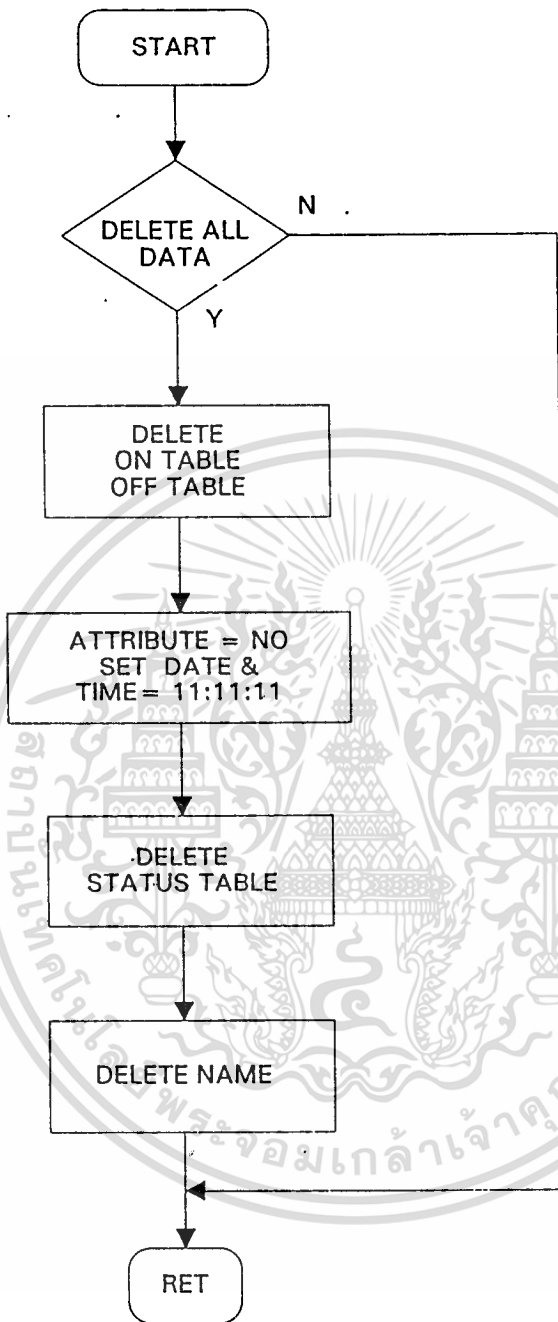 START
N
DELETE ALL
DATA
Y
DELETE
ON TABLE
OFF TABLE
ATTRIBUTE = NO
SET DATE &
TIME= 11:11:11
DELETE
STATUS TABLE
DELETE NAME
RET